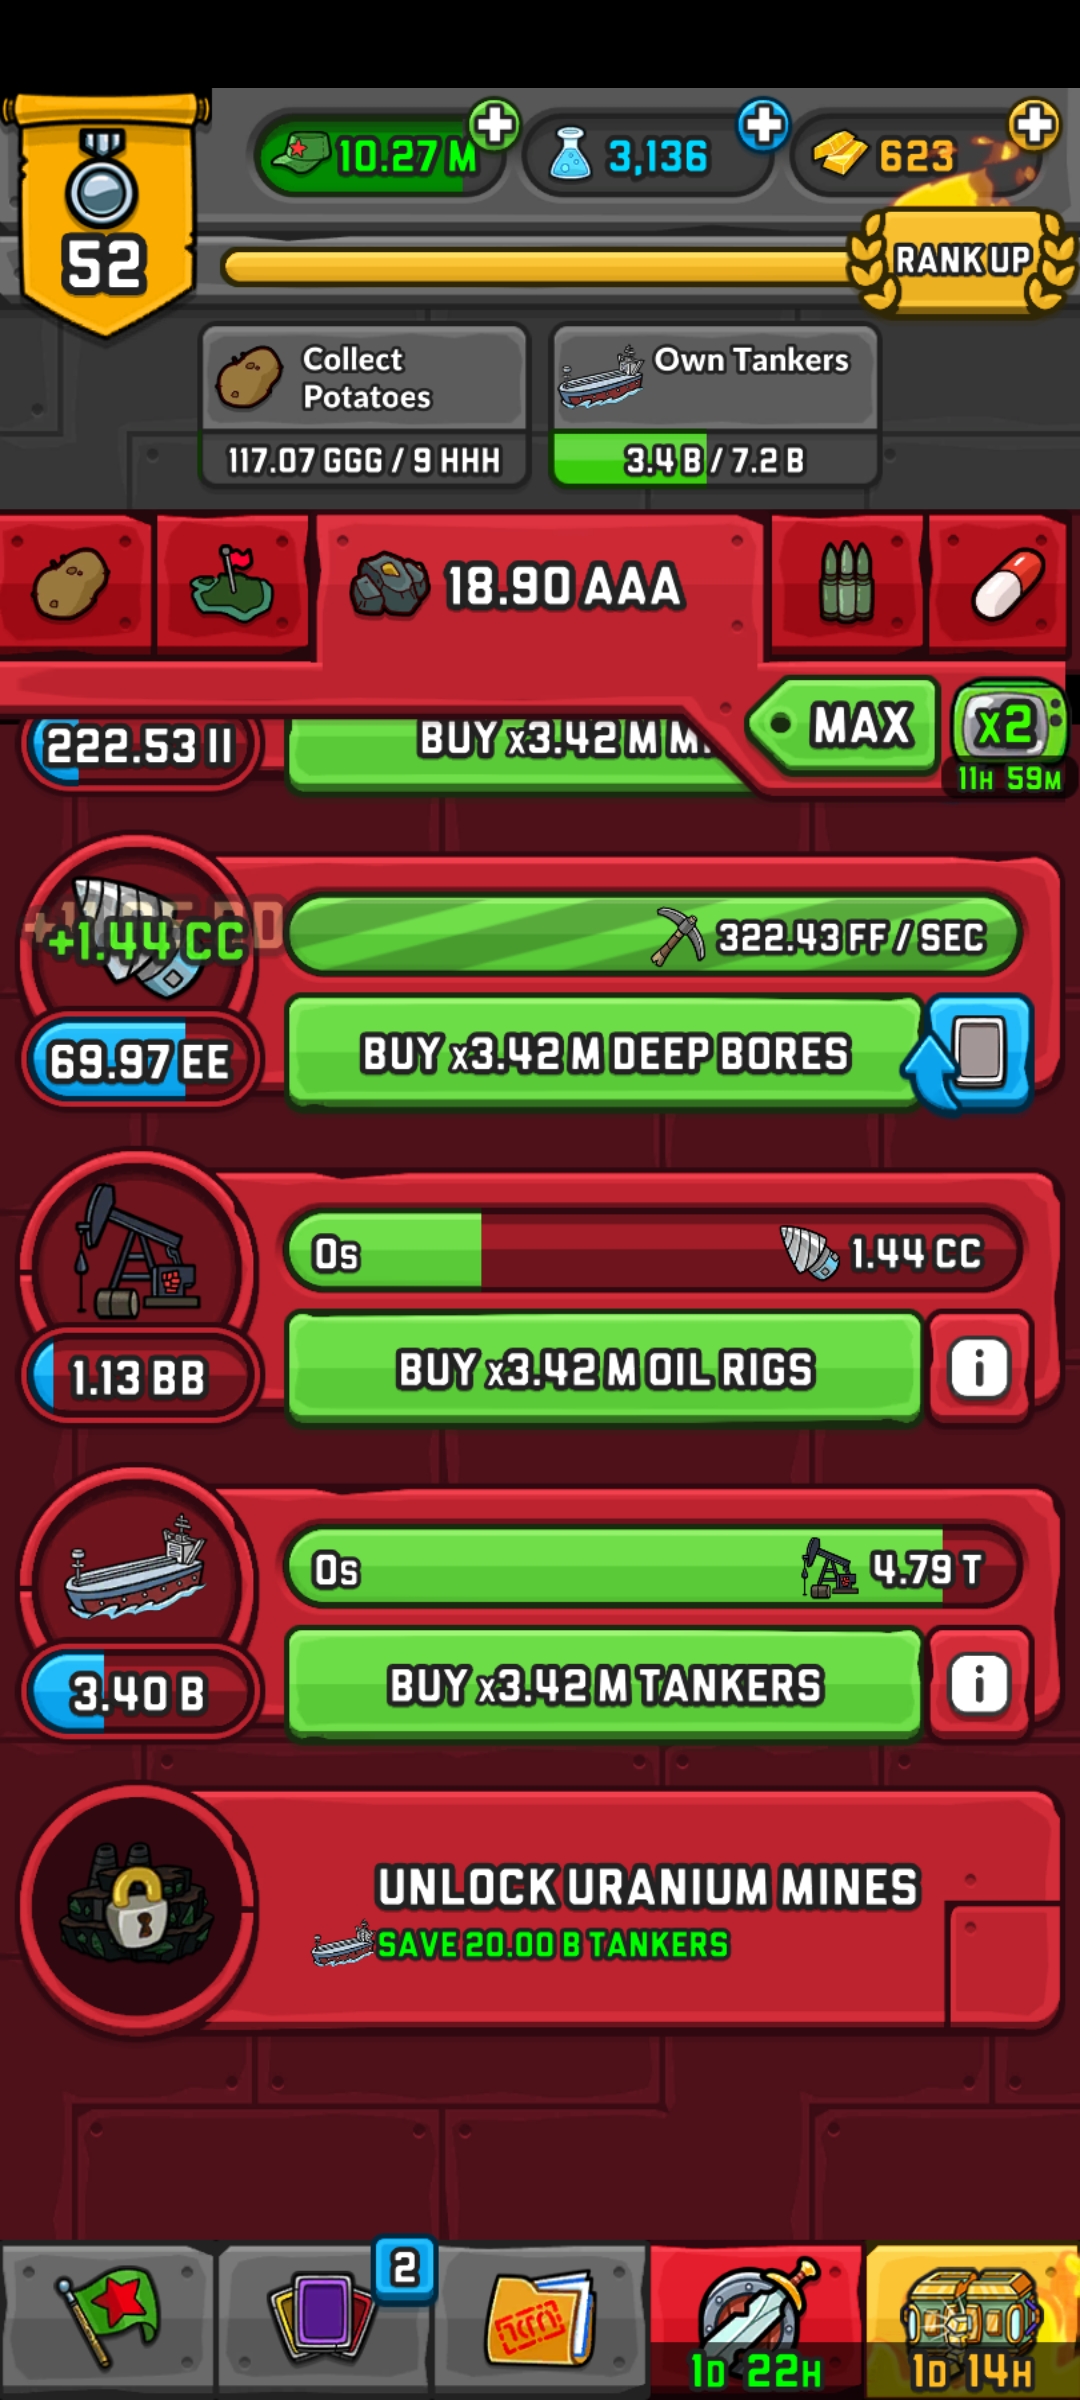 10.27 M
3,136
623
52
RANK UP
Collect
Potatoes
117.07 GGG / 9 HHH
Own Tankers
3.4 B / 7.2 B
18.90 AAA
MAX
x2
11H 59M
222.53 II
BUY x3.42 M
+1.44 CC
322.43 FF / SEC
69.97 EE
BUY x3.42 M DEEP BORES
0s
1.44 CC
1.13 BB
BUY x3.42 M OIL RIGS
i
0s
4.79 T
3.40 B
BUY x3.42 M TANKERS
i
UNLOCK URANIUM MINES
SAVE 20.00 B TANKERS
2
1D 22H
1D 14H